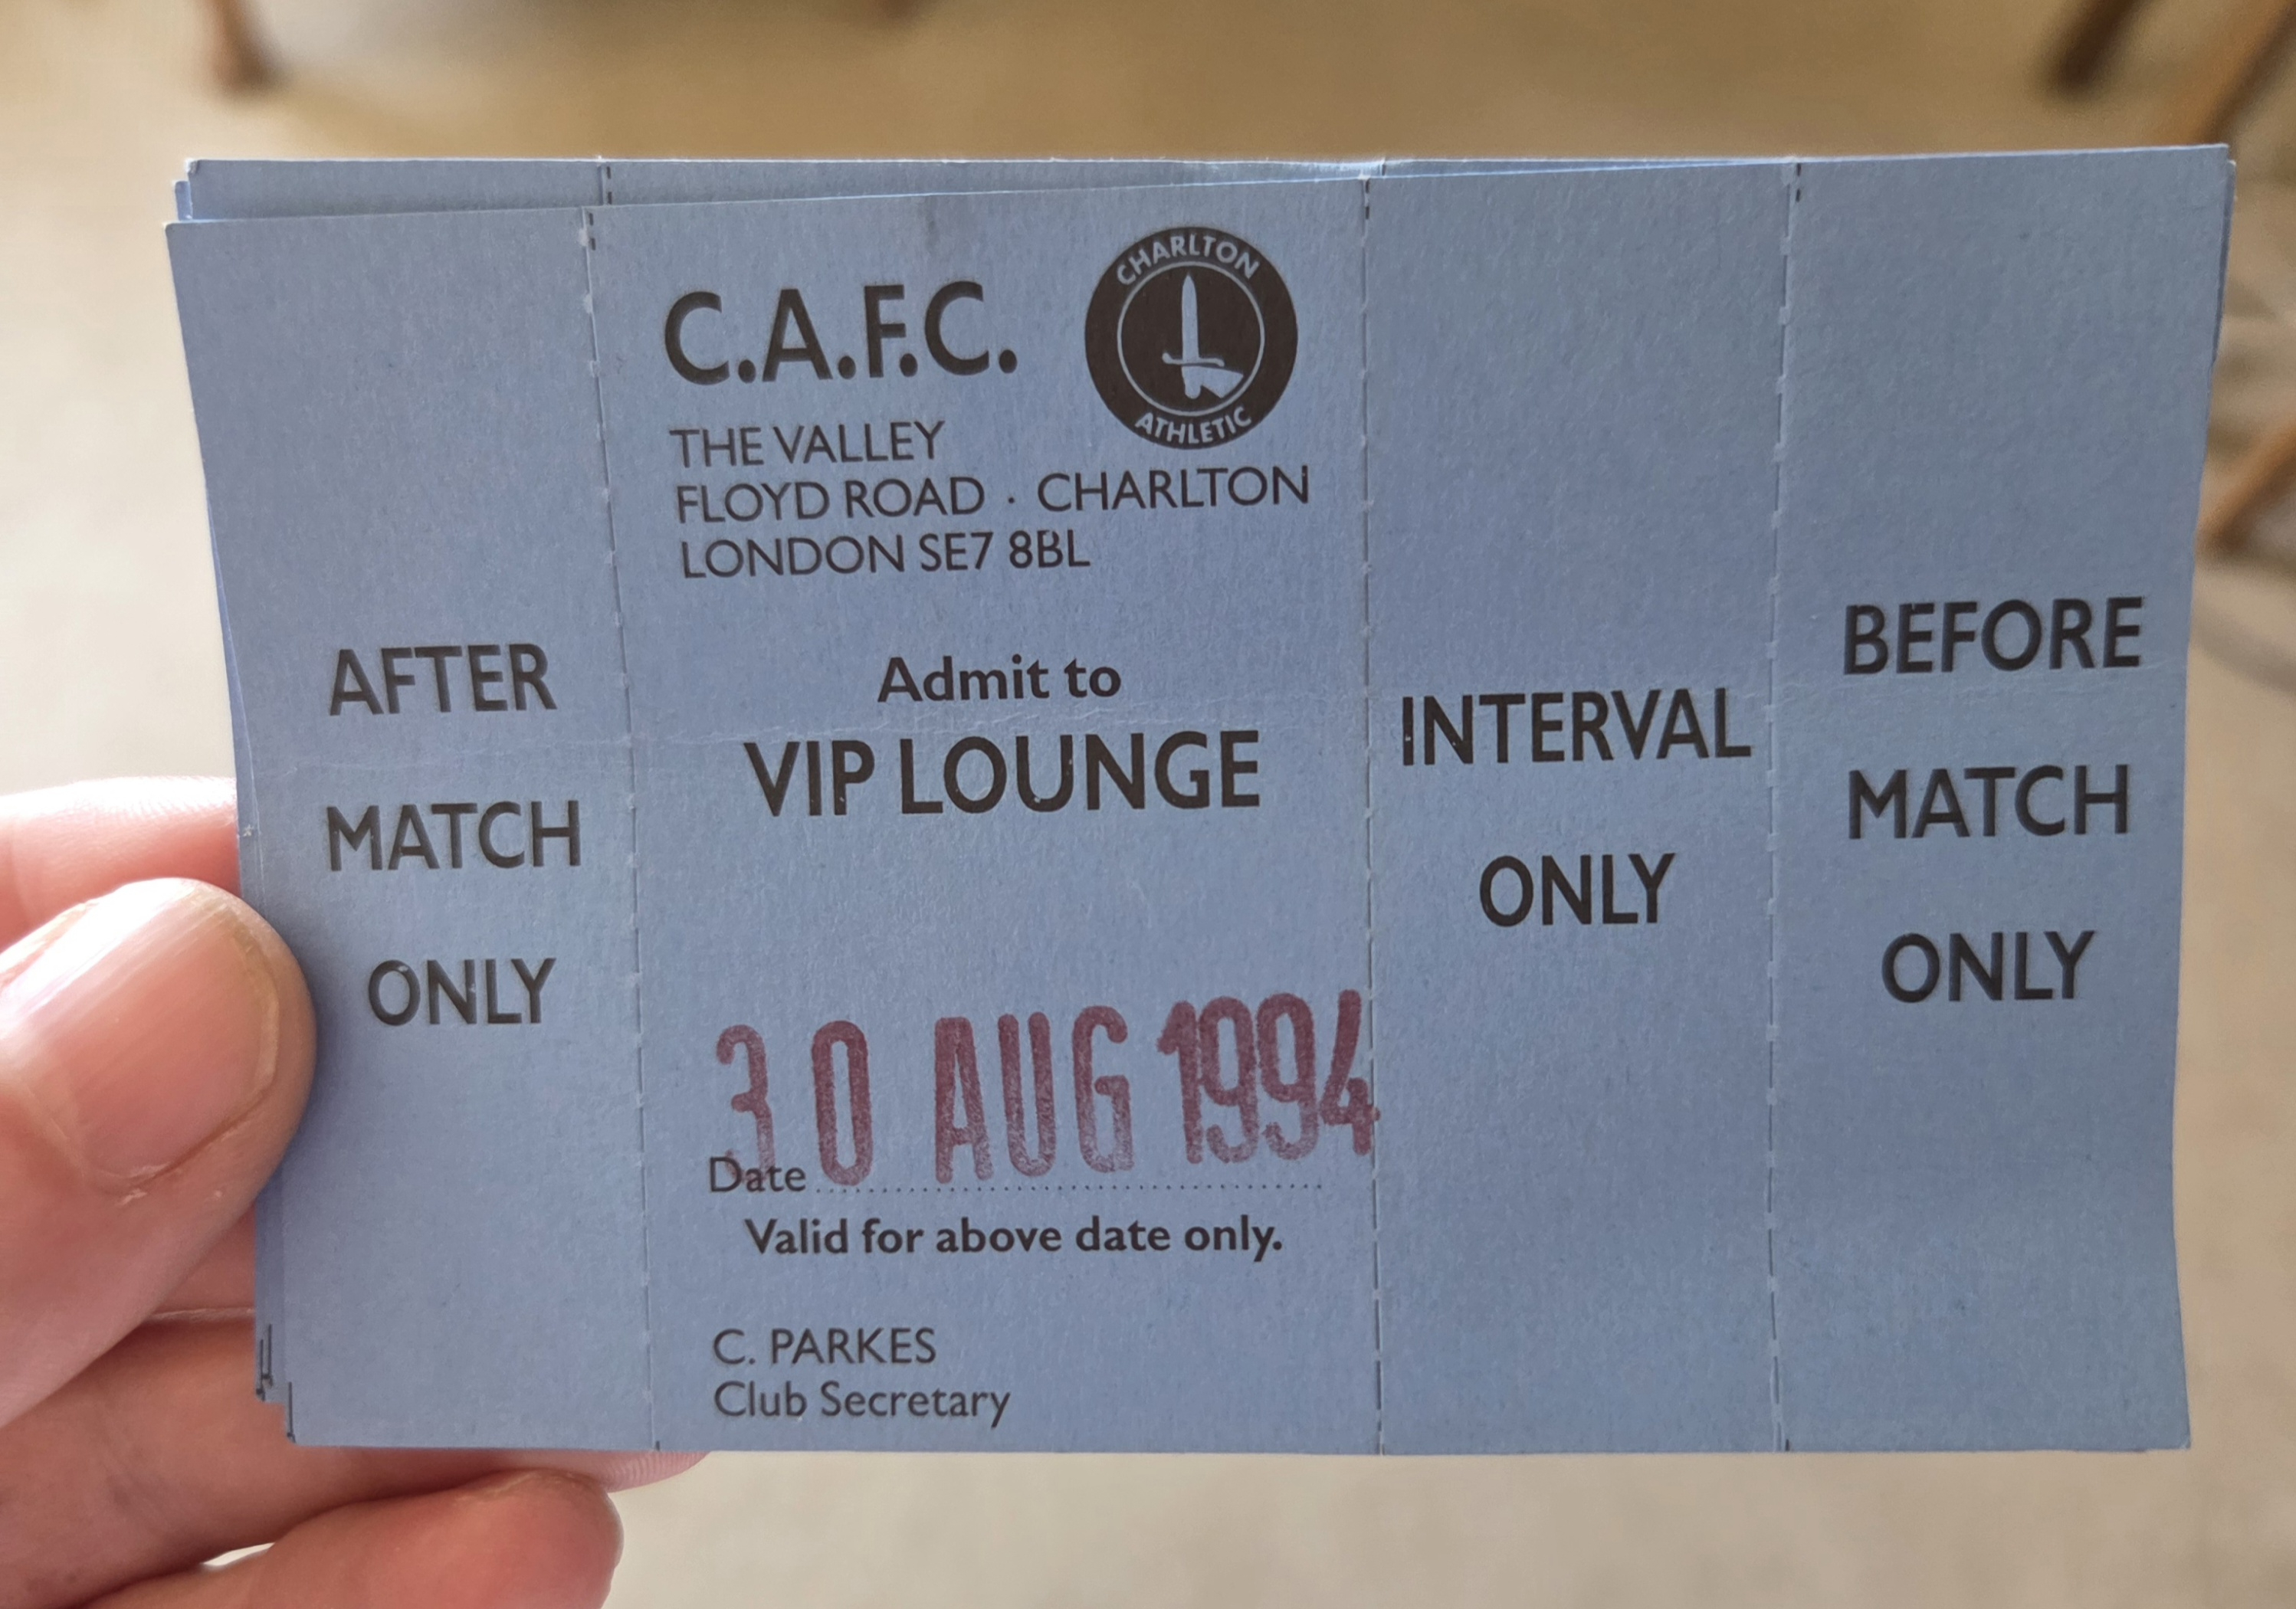 AFTER
MATCH
ONLY
C.A.F.C.
CHARLTON
ATHLETIC
THE VALLEY
FLOYD ROAD · CHARLTON
LONDON SE7 8BL
Admit to
VIP LOUNGE
30 AUG 1994
Date
Valid for above date only.
C. PARKES
Club Secretary
INTERVAL
ONLY
BEFORE
MATCH
ONLY